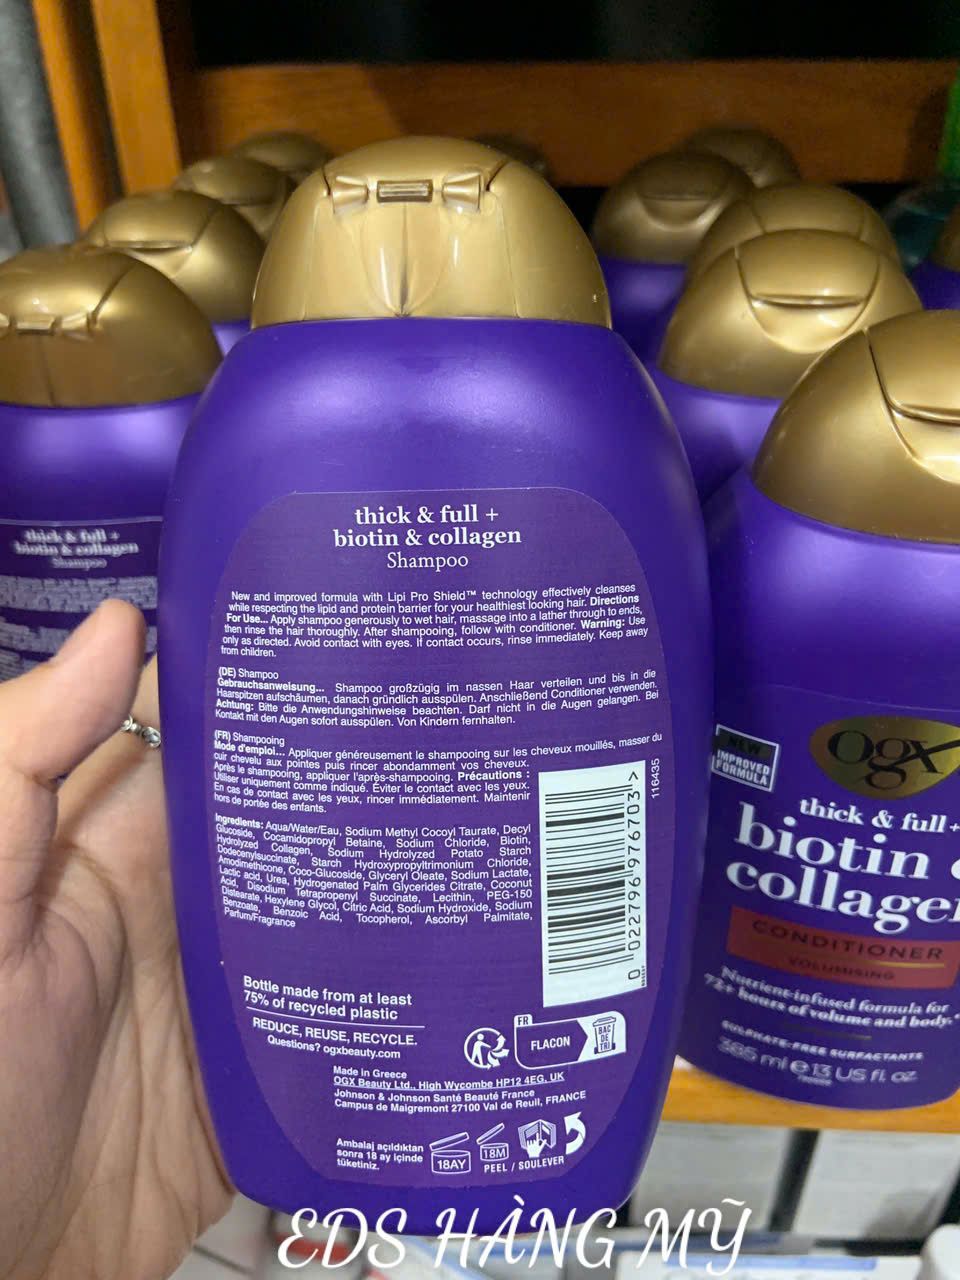 thick & full +
biotin & collagen
Shampoo
New and improved formula with Lipi Pro Shield™ technology effectively cleanses
while respecting the lipid and protein barrier for your healthiest looking hair. Directions
For Use... Apply shampoo generously to wet hair, massage into a lather through to ends,
then rinse the hair thoroughly. After shampooing, follow with conditioner. Warning: Use
only as directed. Avoid contact with eyes. If contact occurs, rinse immediately. Keep away
from children.
(DE) Shampoo
Gebrauchsanweisung... Shampoo großzügig im nassen Haar verteilen und bis in die
Haarspitzen aufschäumen, danach gründlich ausspülen. Anschließend Conditioner verwenden.
Achtung: Bitte die Anwendungshinweise beachten. Darf nicht in die Augen gelangen. Bei
Kontakt mit den Augen sofort ausspülen. Von Kindern fernhalten.
(FR) Shampooing
Mode d'emploi... Appliquer généreusement le shampooing sur les cheveux mouillés, masser du
cuir chevelu aux pointes puis rincer abondamment vos cheveux.
Après le shampooing, appliquer l'après-shampooing. Précautions :
Utiliser uniquement comme indiqué. Éviter le contact avec les yeux.
En cas de contact avec les yeux, rincer immédiatement. Maintenir
hors de portée des enfants.
Ingredients: Aqua/Water/Eau, Sodium Methyl Cocoyl Taurate, Decyl
Glucoside, Cocamidopropyl Betaine, Sodium Chloride, Biotin,
Hydrolyzed Collagen, Sodium Hydrolyzed Potato Starch
Dodecenylsuccinate, Starch Hydroxypropyltrimonium Chloride,
Amodimethicone, Coco-Glucoside, Glyceryl Oleate, Sodium Lactate,
Lactic acid, Urea, Hydrogenated Palm Glycerides Citrate, Coconut
Acid, Disodium Tetrapropenyl Succinate, Lecithin, PEG-150
Distearate, Hexylene Glycol, Citric Acid, Sodium Hydroxide, Sodium
Benzoate, Benzoic Acid, Tocopherol, Ascorbyl Palmitate,
Parfum/Fragrance
116435
0 022796 976703 >
Bottle made from at least
75% of recycled plastic
REDUCE, REUSE, RECYCLE.
Questions? ogxbeauty.com
FR
FLACON
BAC
DE
TRI
Made in Greece
OGX Beauty Ltd., High Wycombe HP12 4EG, UK
Johnson & Johnson Santé Beauté France
Campus de Maigremont 27100 Val de Reuil, FRANCE
Ambalaj açıldıktan
sonra 18 ay içinde
tüketiniz.
18AY
18M
PEEL / SOULEVER
thick & full +
biotin & collagen
Shampoo
NEW
IMPROVED
FORMULA
ogx
thick & full +
biotin
collagen
CONDITIONER
VOLUMISING
Nutrient-infused formula for
72+ hours of volume and body.*
SULFATE-FREE SURFACTANTS
385 ml e 13 US fl. oz.
EDS HÀNG MỸ